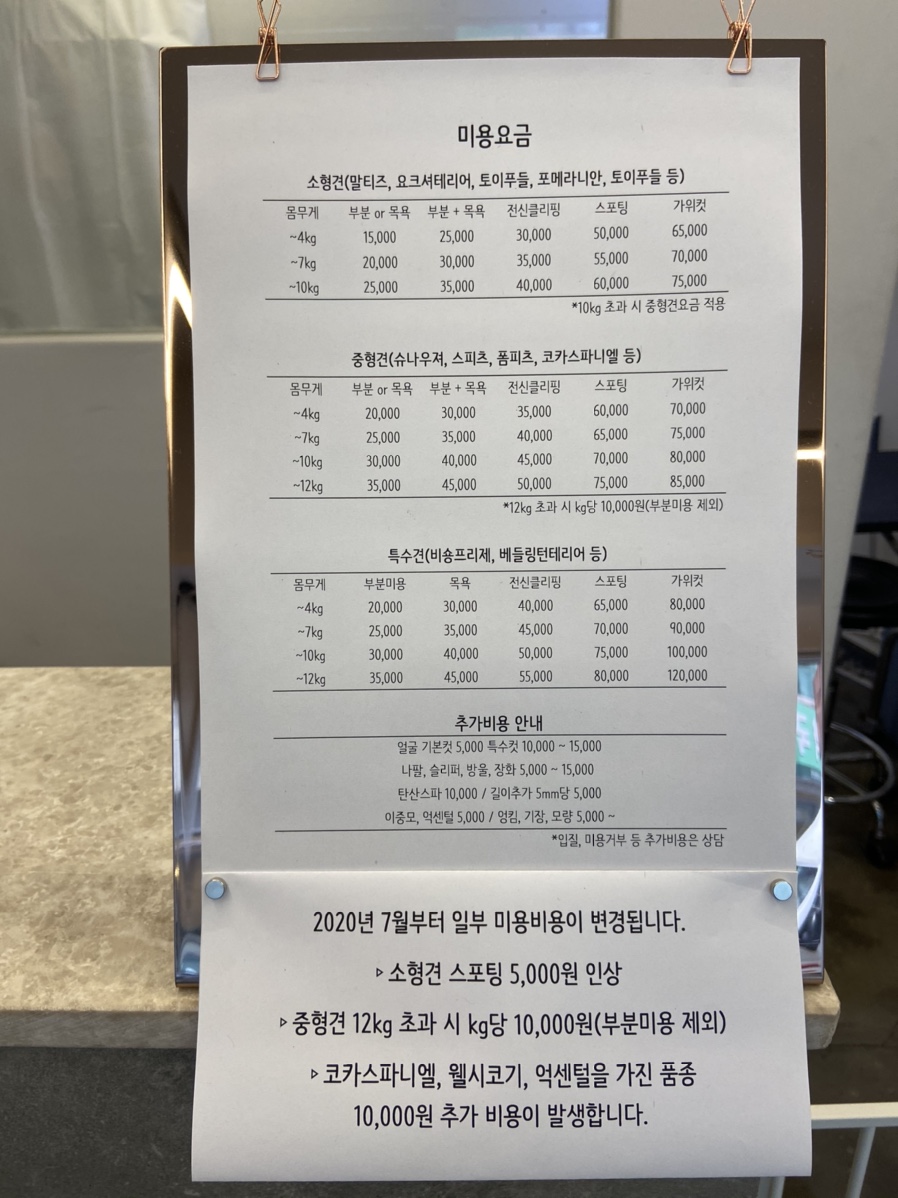 미용요금
소형견(말티즈, 요크셔테리어, 토이푸들, 포메라니안, 토이푸들 등)
몸무게 부분 or 목욕 부분 + 목욕 전신클리핑 스포팅 가위컷
~4kg 15,000 25,000 30,000 50,000 65,000
~7kg 20,000 30,000 35,000 55,000 70,000
~10kg 25,000 35,000 40,000 60,000 75,000
*10kg 초과 시 중형견요금 적용
중형견(슈나우져, 스피츠, 폼피츠, 코카스파니엘 등)
몸무게 부분 or 목욕 부분 + 목욕 전신클리핑 스포팅 가위컷
~4kg 20,000 30,000 35,000 60,000 70,000
~7kg 25,000 35,000 40,000 65,000 75,000
~10kg 30,000 40,000 45,000 70,000 80,000
~12kg 35,000 45,000 50,000 75,000 85,000
*12kg 초과 시 kg당 10,000원(부분미용 제외)
특수견(비숑프리제, 베들링턴테리어 등)
몸무게 부분미용 목욕 전신클리핑 스포팅 가위컷
~4kg 20,000 30,000 40,000 65,000 80,000
~7kg 25,000 35,000 45,000 70,000 90,000
~10kg 30,000 40,000 50,000 75,000 100,000
~12kg 35,000 45,000 55,000 80,000 120,000
추가비용 안내
얼굴 기본컷 5,000 특수컷 10,000 ~ 15,000
나팔, 슬리퍼, 방울, 장화 5,000 ~ 15,000
탄산스파 10,000 / 길이추가 5mm당 5,000
이중모, 억센털 5,000 / 엉킴, 기장, 모량 5,000 ~
*입질, 미용거부 등 추가비용은 상담
2020년 7월부터 일부 미용비용이 변경됩니다.
▹ 소형견 스포팅 5,000원 인상
▹ 중형견 12kg 초과 시 kg당 10,000원(부분미용 제외)
▹ 코카스파니엘, 웰시코기, 억센털을 가진 품종
10,000원 추가 비용이 발생합니다.